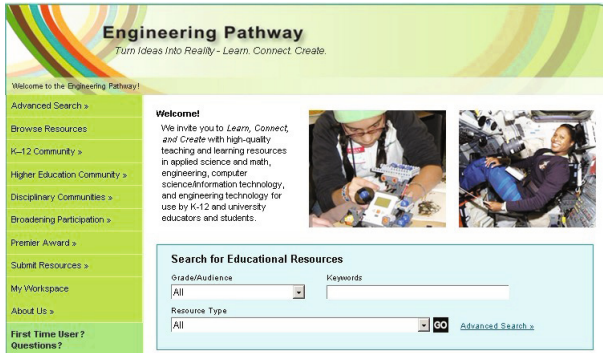 Engineering Pathway
Turn Ideas Into Reality - Learn. Connect. Create.
Welcome to the Engineering Pathway!
Advanced Search »
Browse Resources
K–12 Community »
Higher Education Community »
Disciplinary Communities »
Broadening Participation »
Premier Award »
Submit Resources »
My Workspace
About Us »
First Time User?
Questions?
Welcome!
We invite you to Learn, Connect,
and Create with high-quality
teaching and learning resources
in applied science and math,
engineering, computer
science/information technology,
and engineering technology for
use by K-12 and university
educators and students.
Search for Educational Resources
Grade/Audience
Keywords
All
Resource Type
All
GO
Advanced Search »